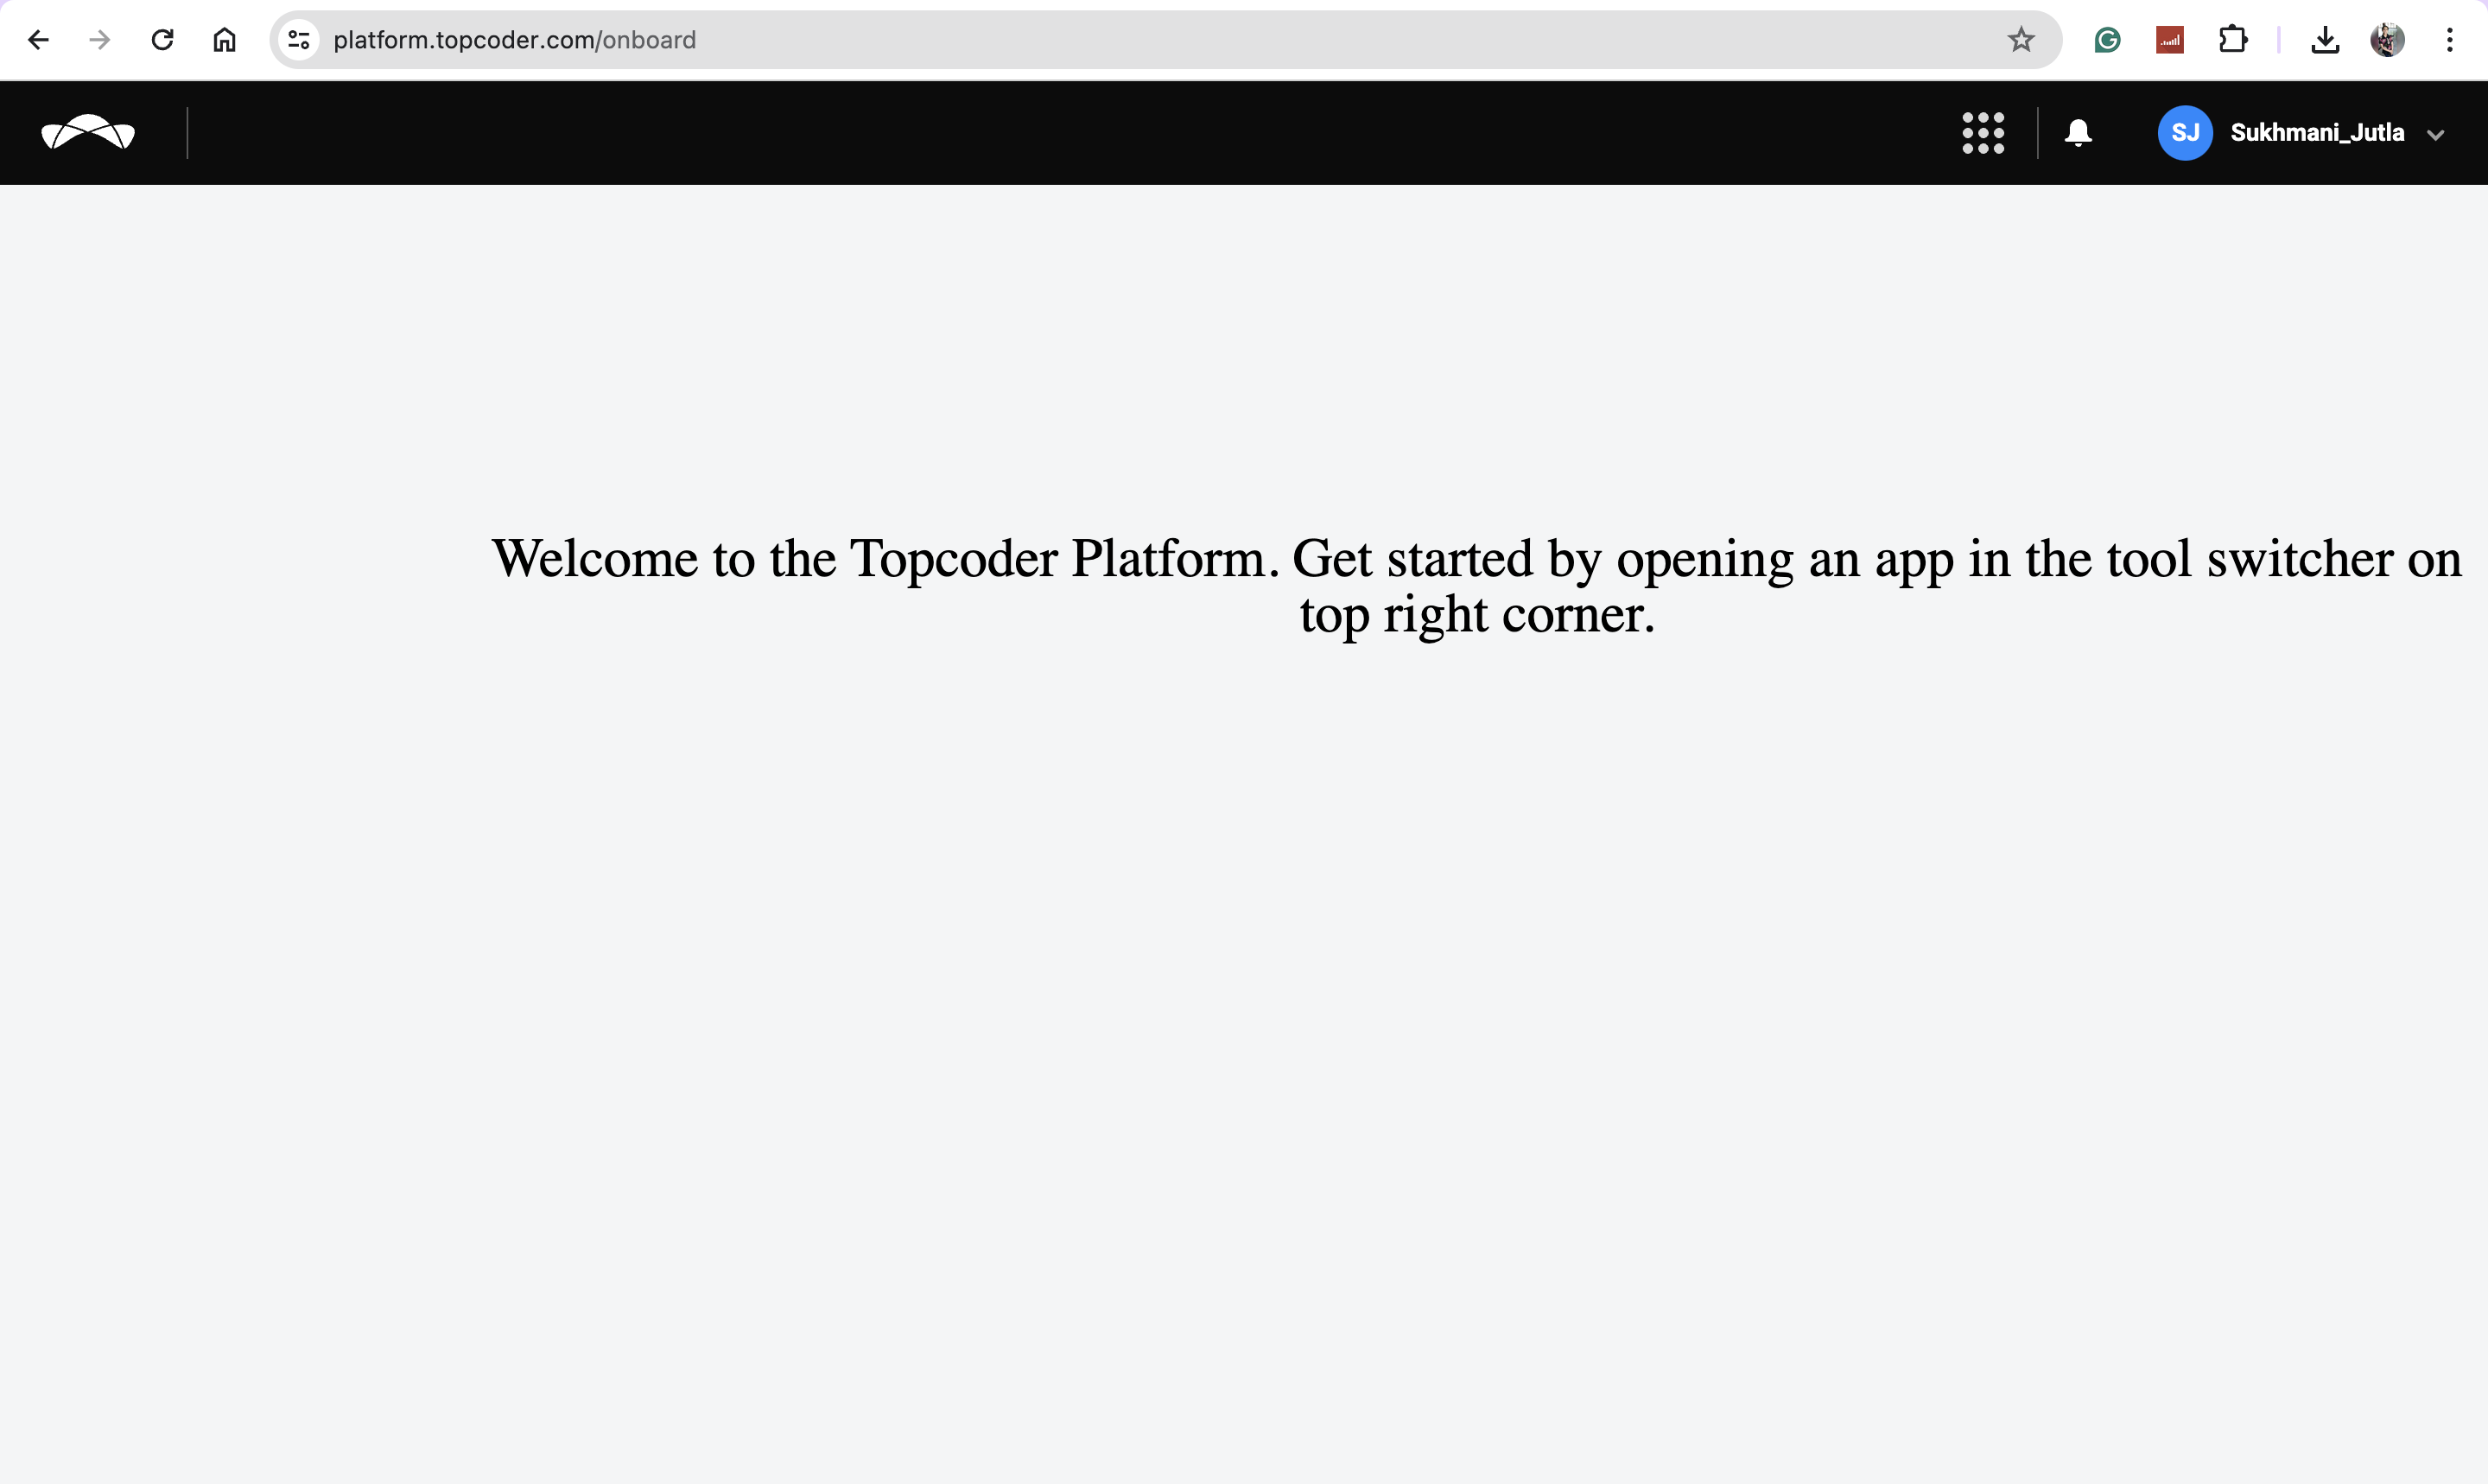 platform.topcoder.com/onboard
SJ Sukhmani_Jutla
Welcome to the Topcoder Platform. Get started by opening an app in the tool switcher on
top right corner.